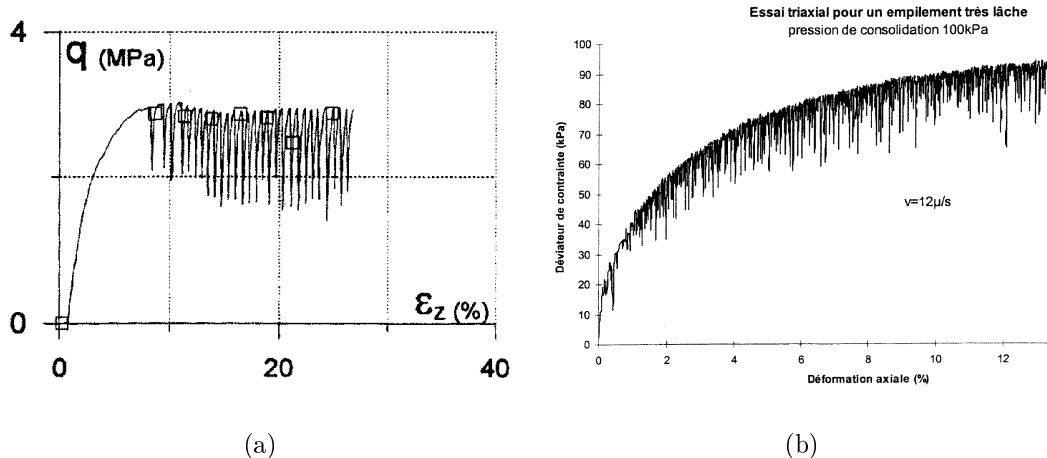 4
q (MPa)
0
εz (%)
0
20
40
(a)
Essai triaxial pour un empilement très lâche
pression de consolidation 100kPa
Déviateur de contrainte (kPa)
100
90
80
70
60
50
40
30
20
10
0
v=12µ/s
0
2
4
6
8
10
12
Déformation axiale (%)
(b)